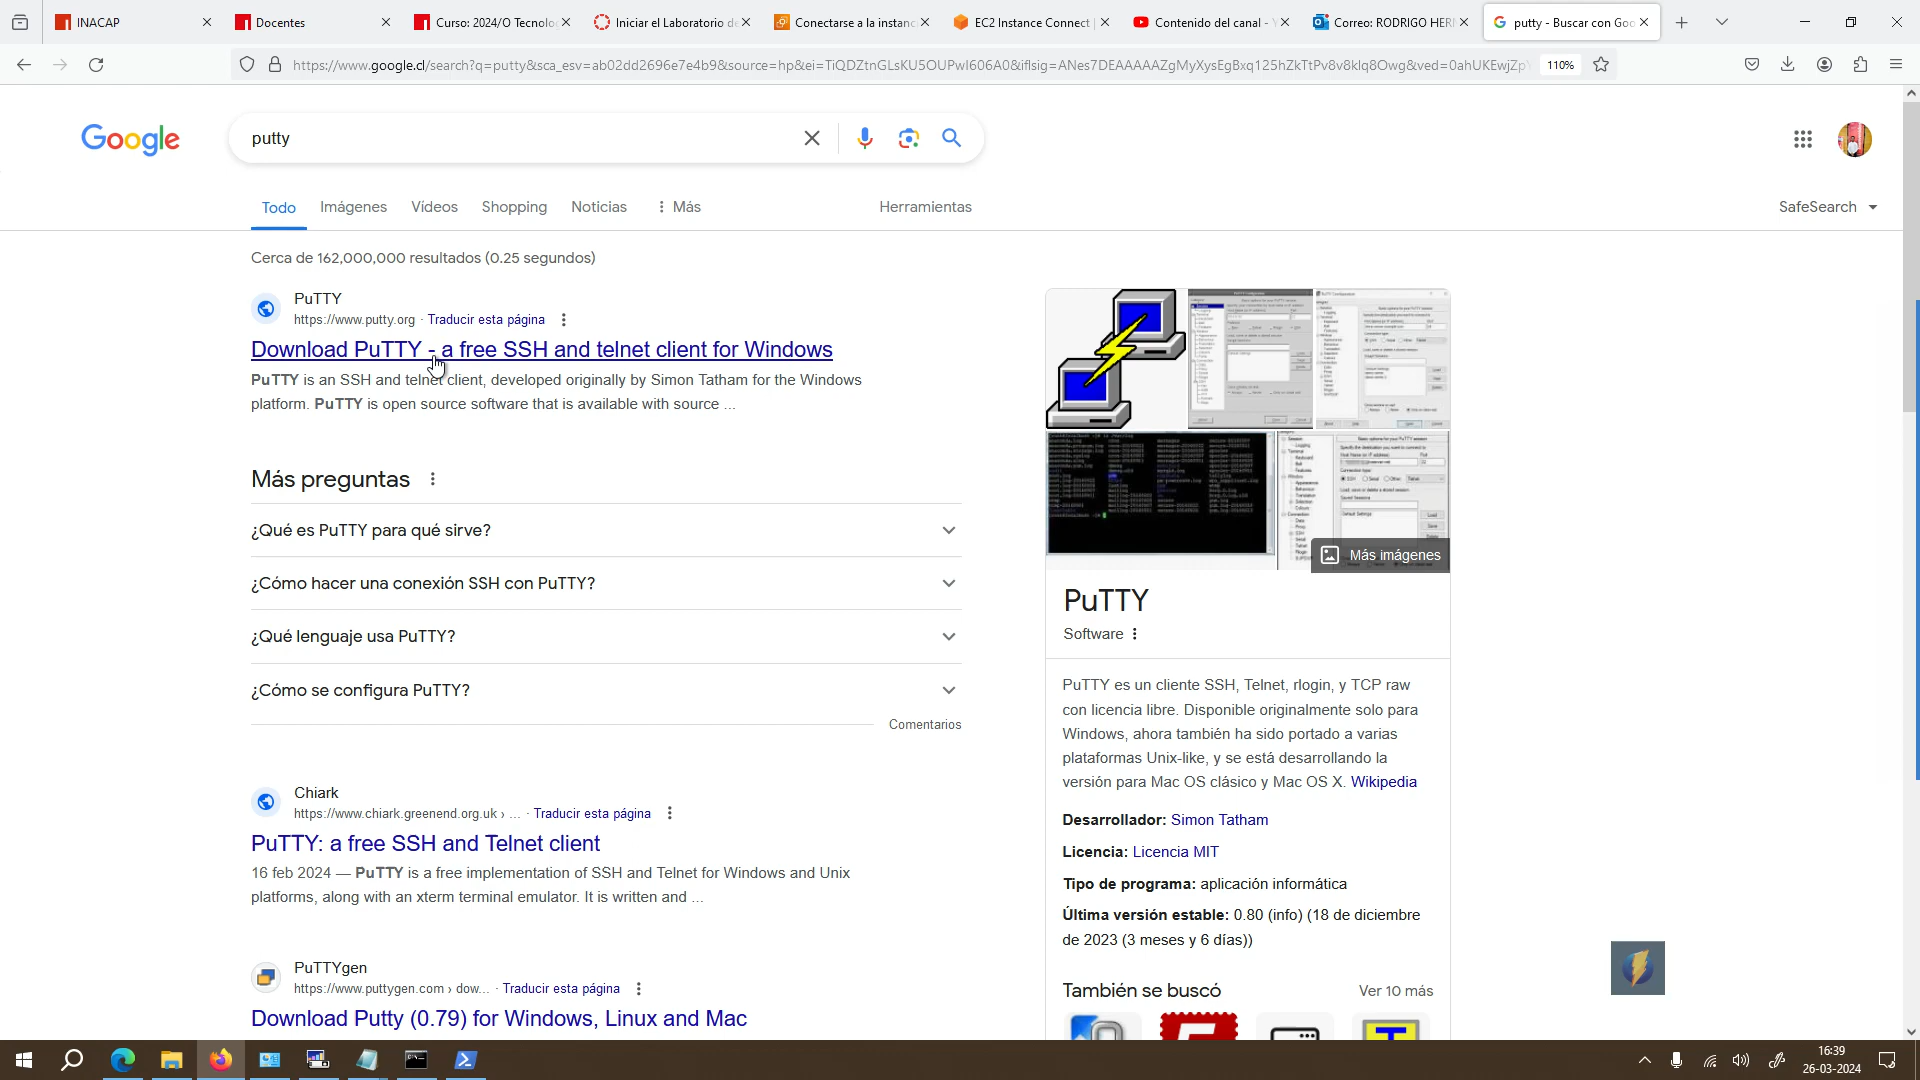 INACAP
Docentes
Curso: 2024/O Tecnolog
Iniciar el Laboratorio de
Conectarse a la instanc
EC2 Instance Connect
Contenido del canal - Y
Correo: RODRIGO HER
putty - Buscar con Goo
https://www.google.cl/search?q=putty&sca_esv=ab02dd2696e7e4b9&source=hp&ei=TiQDZtnGLsKU5OUPwI606A0&iflsig=ANes7DEAAAAAZgMyXysEgBxq125hZkTtPv8v8klq8Owg&ved=0ahUKEwjZpY
110%
Google
putty
Todo
Imágenes
Vídeos
Shopping
Noticias
Más
Herramientas
SafeSearch
Cerca de 162,000,000 resultados (0.25 segundos)
PuTTY
https://www.putty.org · Traducir esta página
Download PuTTY - a free SSH and telnet client for Windows
PuTTY is an SSH and telnet client, developed originally by Simon Tatham for the Windows
platform. PuTTY is open source software that is available with source ...
Más preguntas
¿Qué es PuTTY para qué sirve?
¿Cómo hacer una conexión SSH con PuTTY?
¿Qué lenguaje usa PuTTY?
¿Cómo se configura PuTTY?
Comentarios
Chiark
https://www.chiark.greenend.org.uk › ... · Traducir esta página
PuTTY: a free SSH and Telnet client
16 feb 2024 — PuTTY is a free implementation of SSH and Telnet for Windows and Unix
platforms, along with an xterm terminal emulator. It is written and ...
PuTTYgen
https://www.puttygen.com › dow... · Traducir esta página
Download Putty (0.79) for Windows, Linux and Mac
Más imágenes
PuTTY
Software
PuTTY es un cliente SSH, Telnet, rlogin, y TCP raw
con licencia libre. Disponible originalmente solo para
Windows, ahora también ha sido portado a varias
plataformas Unix-like, y se está desarrollando la
versión para Mac OS clásico y Mac OS X. Wikipedia
Desarrollador: Simon Tatham
Licencia: Licencia MIT
Tipo de programa: aplicación informática
Última versión estable: 0.80 (info) (18 de diciembre
de 2023 (3 meses y 6 días))
También se buscó
Ver 10 más
16:39
26-03-2024